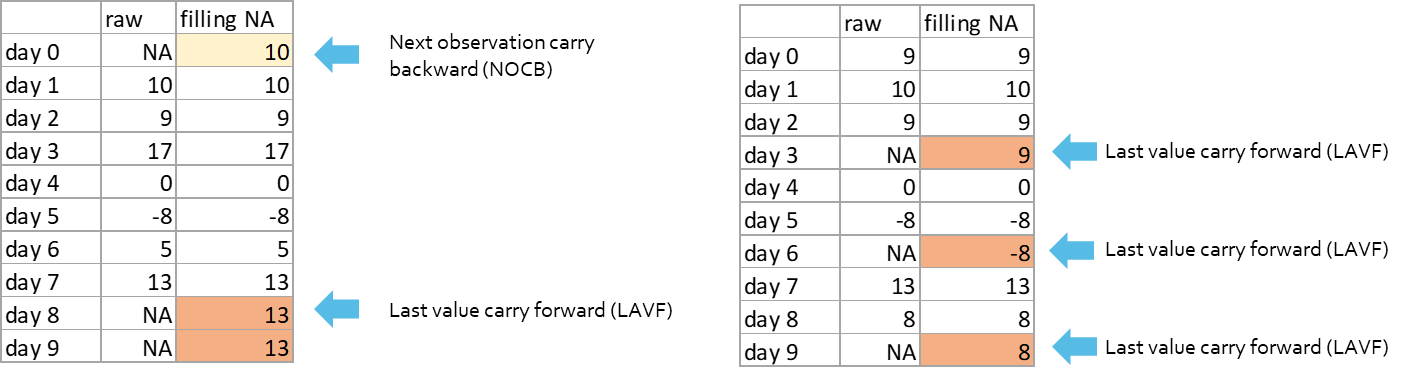 raw filling NA
day 0 NA 10
day 1 10 10
day 2 9 9
day 3 17 17
day 4 0 0
day 5 -8 -8
day 6 5 5
day 7 13 13
day 8 NA 13
day 9 NA 13
Next observation carry
backward (NOCB)
Last value carry forward (LAVF)
raw filling NA
day 0 9 9
day 1 10 10
day 2 9 9
day 3 NA 9
day 4 0 0
day 5 -8 -8
day 6 NA -8
day 7 13 13
day 8 8 8
day 9 NA 8
Last value carry forward (LAVF)
Last value carry forward (LAVF)
Last value carry forward (LAVF)